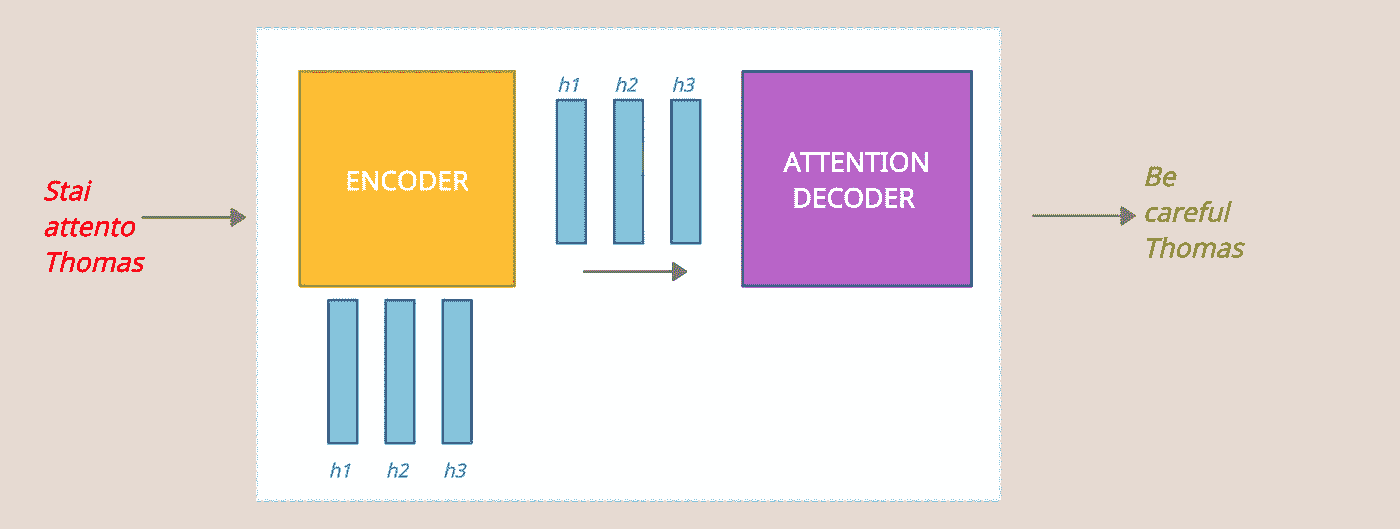 Stai
attento
Thomas
ENCODER
h1 h2 h3
h1 h2 h3
ATTENTION
DECODER
Be
careful
Thomas